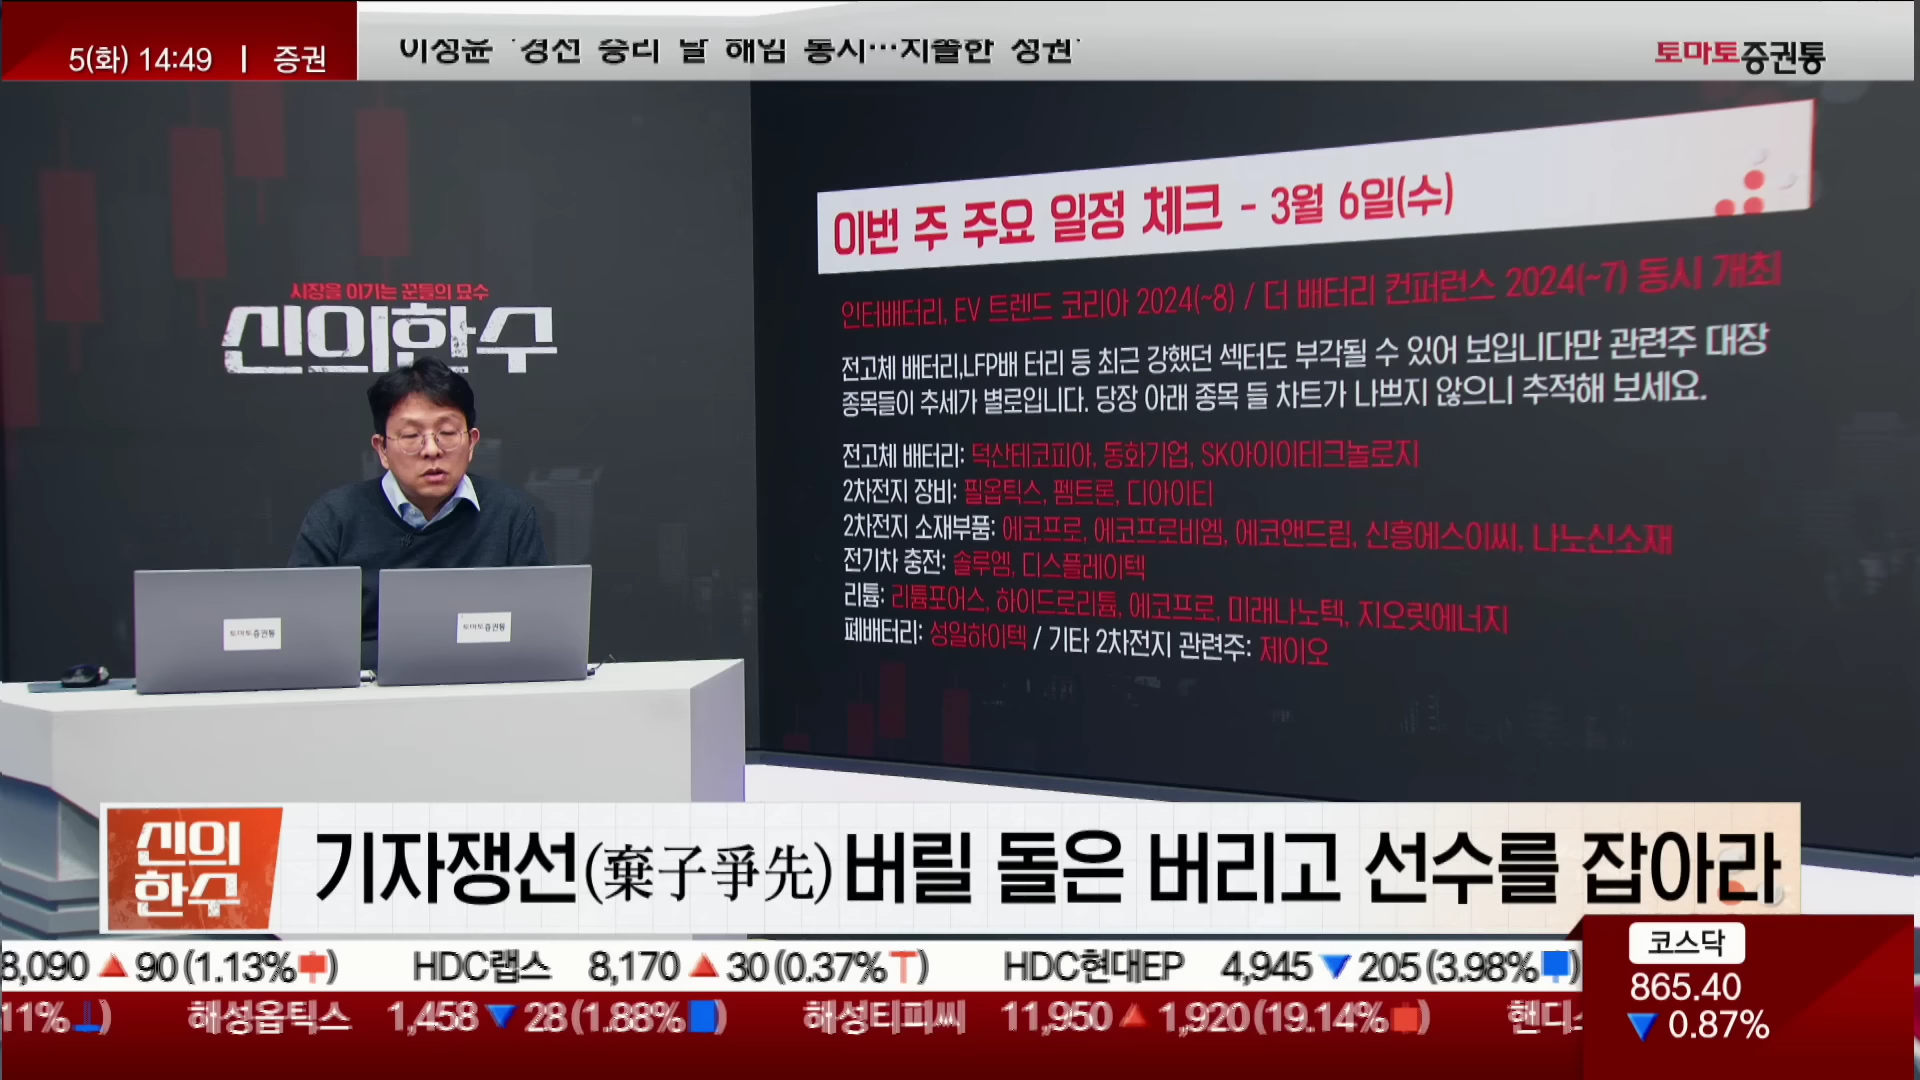 5(화) 14:49 | 증권
이성윤 '경선 승리 날 해임 통시…지쫄한 정권'
토마토증권통
이번 주 주요 일정 체크 - 3월 6일(수)
인터배터리, EV 트렌드 코리아 2024(~8) / 더 배터리 컨퍼런스 2024(~7) 동시 개최
전고체 배터리,LFP배 터리 등 최근 강했던 섹터도 부각될 수 있어 보입니다만 관련주 대장
종목들이 추세가 별로입니다. 당장 아래 종목 들 차트가 나쁘지 않으니 추적해 보세요.
전고체 배터리: 덕산테코피아, 동화기업, SK아이이테크놀로지
2차전지 장비: 필옵틱스, 펨트론, 디아이티
2차전지 소재부품: 에코프로, 에코프로비엠, 에코앤드림, 신흥에스이씨, 나노신소재
전기차 충전: 솔루엠, 디스플레이텍
리튬: 리튬포어스, 하이드로리튬, 에코프로, 미래나노텍, 지오릿에너지
폐배터리: 성일하이텍 / 기타 2차전지 관련주: 제이오
시장을 이기는 꾼들의 묘수
신의한수
토마토증권통
토마토증권통
신의
한수
기자쟁선(棄子爭先) 버릴 돌은 버리고 선수를 잡아라
8,090 ▲ 90 (1.13%) HDC랩스 8,170 ▲ 30 (0.37%) HDC현대EP 4,945 ▼ 205 (3.98%)
11% ) 해성옵틱스 1,458 ▼ 28 (1.88%) 해성티피씨 11,950 ▲ 1,920 (19.14%)
코스닥
865.40
▼ 0.87%